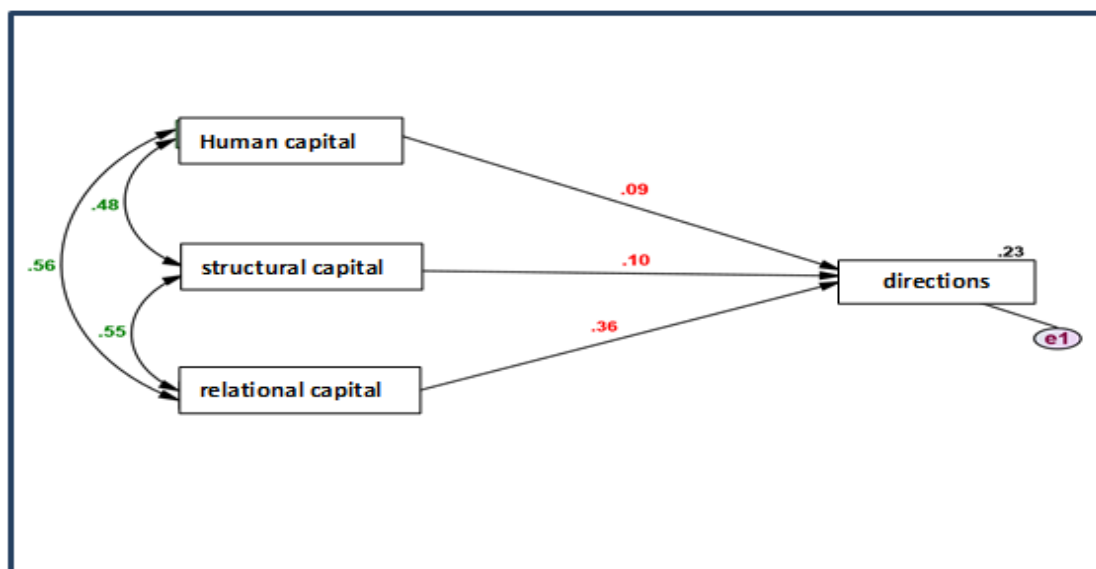 Human capital
.09
.48
.56
structural capital
.10
.23
directions
.55
.36
e1
relational capital